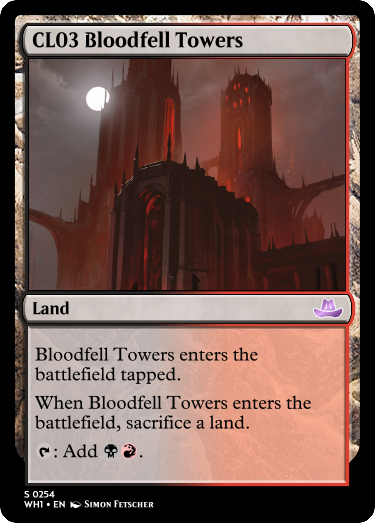 CL03 Bloodfell Towers
Land
Bloodfell Towers enters the
battlefield tapped.
When Bloodfell Towers enters the
battlefield, sacrifice a land.
: Add .
S 0254
WH1 • EN Simon Fetscher